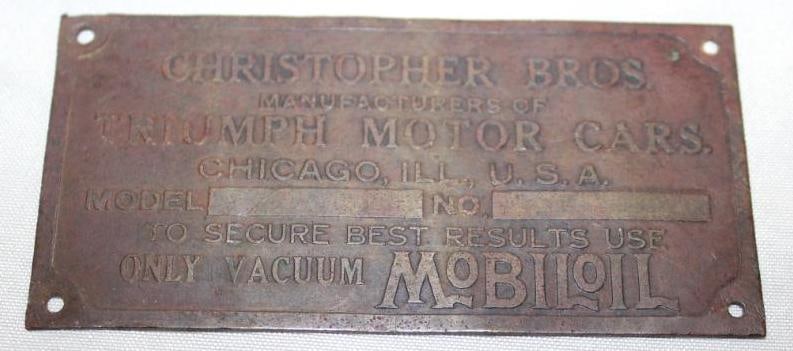 CHRISTOPHER BROS.
MANUFACTURERS OF
TRIUMPH MOTOR CARS.
CHICAGO, ILL., U.S.A.
MODEL NO.
TO SECURE BEST RESULTS USE
ONLY VACUUM MOBILOIL